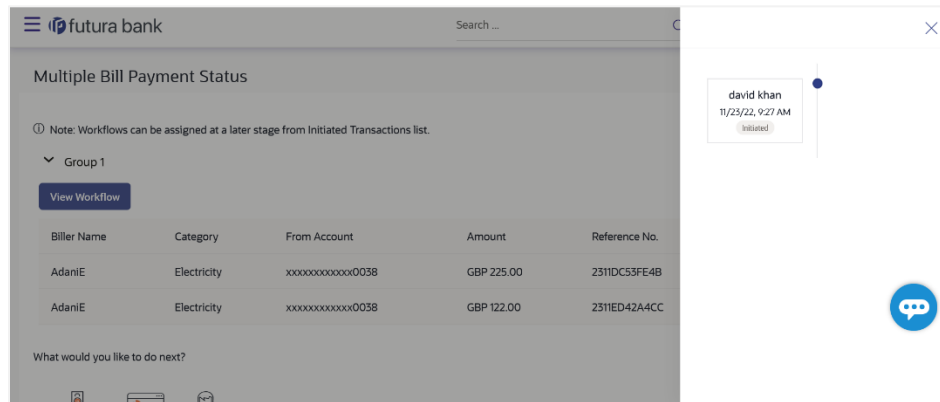 futura bank
Search ...
Multiple Bill Payment Status
Note: Workflows can be assigned at a later stage from Initiated Transactions list.
Group 1
View Workflow
Biller Name Category From Account Amount Reference No.
AdaniE Electricity xxxxxxxxxxxx0038 GBP 225.00 2311DC53FE4B
AdaniE Electricity xxxxxxxxxxxx0038 GBP 122.00 2311ED42A4CC
What would you like to do next?
david khan
11/23/22, 9:27 AM
Initiated